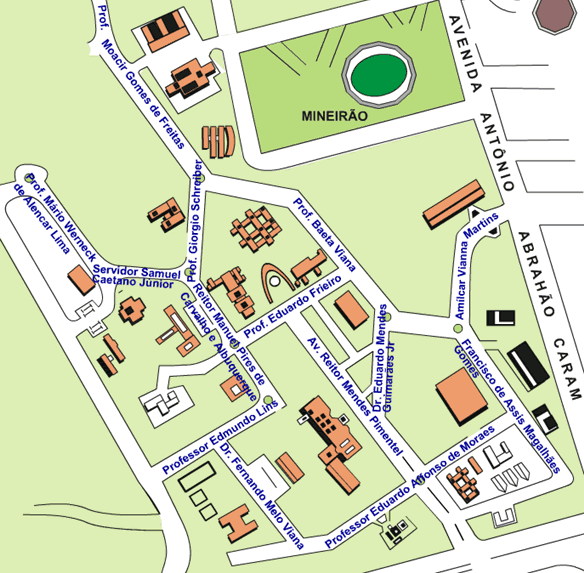 Prof. Moacir Gomes de Freitas
MINEIRÃO
AVENIDA ANTÔNIO
ABRAHÃO CARAM
Prof. Mário Werneck
de Alencar Lima
Prof. Giorgio Schreiber
Prof. Baeta Viana
Amilcar Vianna Martins
Servidor Samuel
Caetano Júnior
Reitor Manuel Pires de
Carvalho e Albuquerque
Prof. Eduardo Frieiro
Av. Reitor Mendes Pimentel
Dr. Eduardo Mendes
Guimarães Jr
Francisco de Assis Magalhães
Gomes
Professor Edmundo Lins
Dr. Fernando Melo Viana
Professor Eduardo Affonso de Moraes